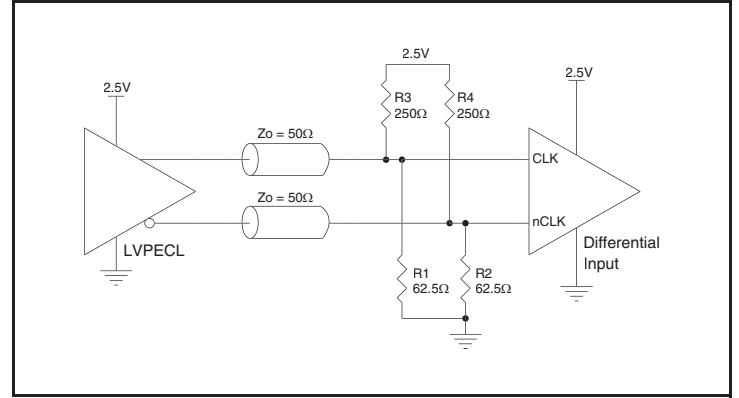 2.5V
2.5V
2.5V
R3
250Ω
R4
250Ω
Zo = 50Ω
CLK
Zo = 50Ω
nCLK
LVPECL
Differential
Input
R1
62.5Ω
R2
62.5Ω